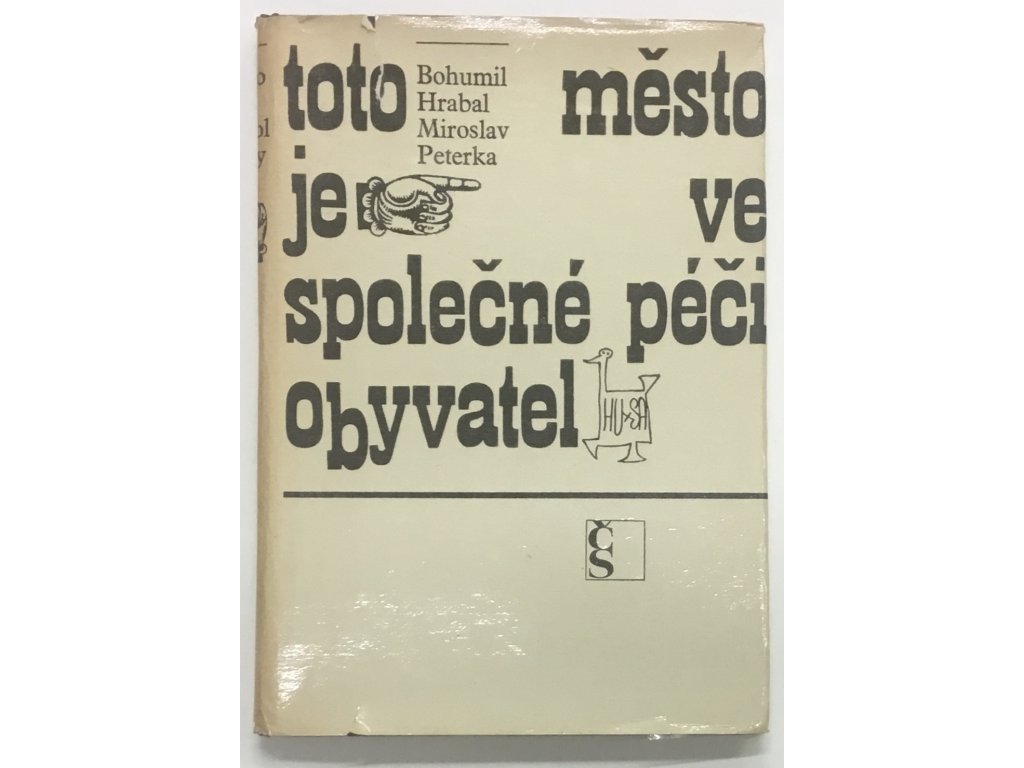 toto město
Bohumil
Hrabal
Miroslav
Peterka
je ve
společné péči
obyvatel
HUSA
ČS